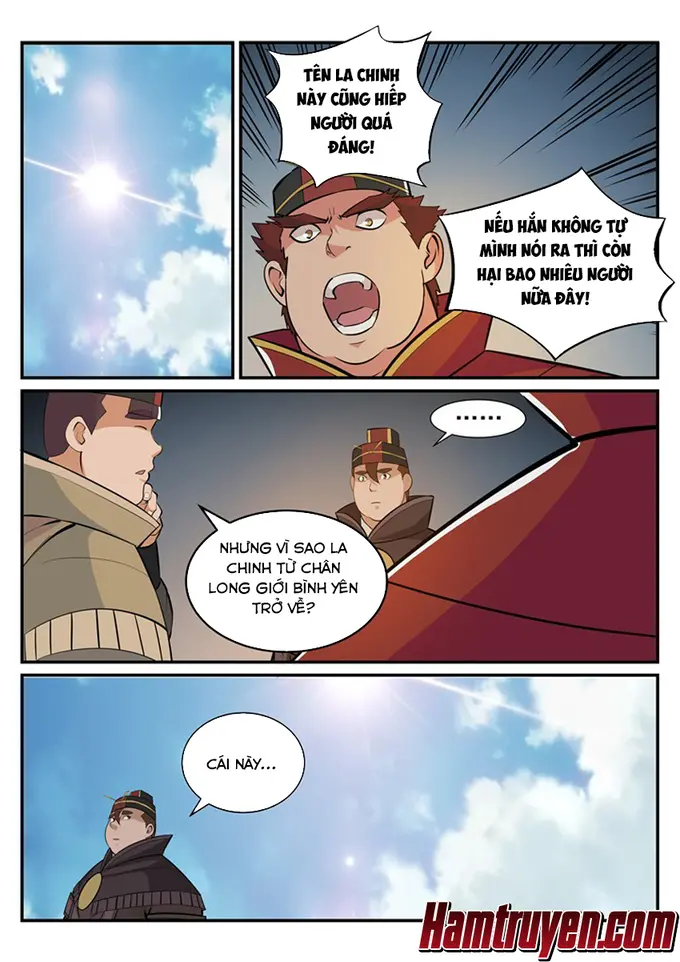 TÊN LA CHINH
NÀY CŨNG HIẾP
NGƯỜI QUÁ
ĐÁNG!
NẾU HẮN KHÔNG TỰ
MÌNH NÓI RA THÌ CÒN
HẠI BAO NHIÊU NGƯỜI
NỮA ĐÂY!
......
NHƯNG VÌ SAO LA
CHINH TỪ CHÂN
LONG GIỚI BÌNH YÊN
TRỞ VỀ?
CÁI NÀY...
Hamtruyen.com